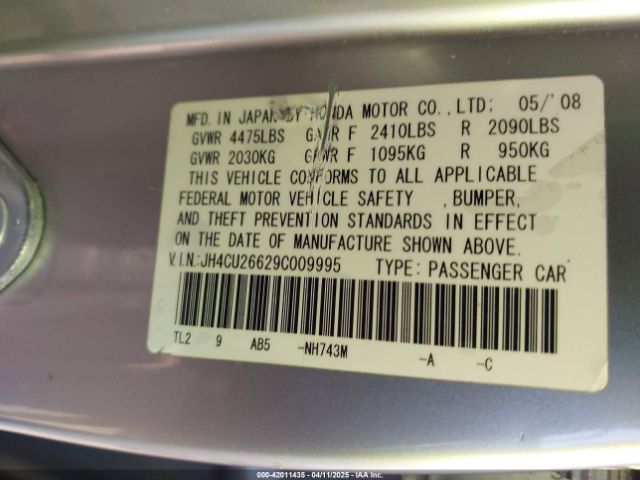 MFD. IN JAPAN BY HONDA MOTOR CO., LTD: 05/'08
GVWR 4475LBS GAWR F 2410LBS R 2090LBS
GVWR 2030KG GAWR F 1095KG R 950KG
THIS VEHICLE CONFORMS TO ALL APPLICABLE
FEDERAL MOTOR VEHICLE SAFETY , BUMPER,
AND THEFT PREVENTION STANDARDS IN EFFECT
ON THE DATE OF MANUFACTURE SHOWN ABOVE.
V.I.N:JH4CU26629C009995 TYPE: PASSENGER CAR
TL2 9 AB5 -NH743M -A -C
000-42011435 - 04/11/2025 - IAA Inc.